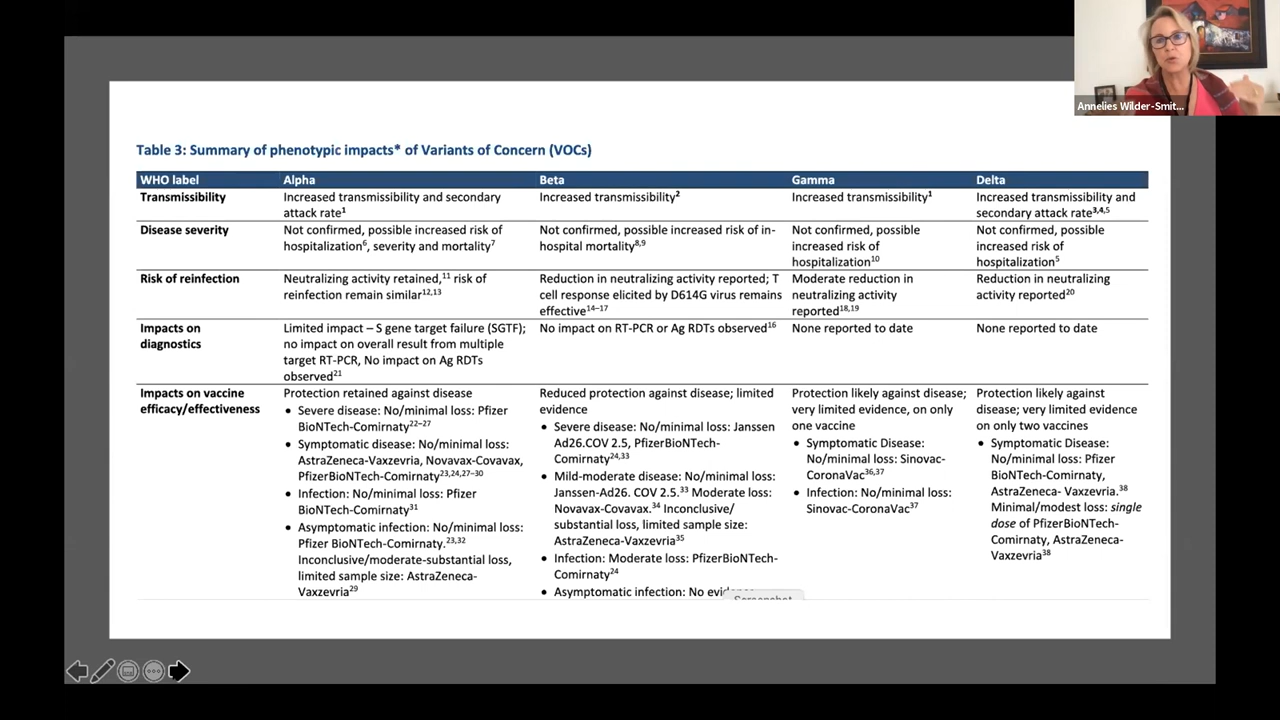 Annelies Wilder-Smit...
Table 3: Summary of phenotypic impacts* of Variants of Concern (VOCs)
WHO label
Alpha
Beta
Gamma
Delta
Transmissibility
Increased transmissibility and secondary
attack rate¹
Increased transmissibility²
Increased transmissibility¹
Increased transmissibility and
secondary attack rate³,⁴,⁵
Disease severity
Not confirmed, possible increased risk of
hospitalization⁶, severity and mortality⁷
Not confirmed, possible increased risk of in-
hospital mortality⁸,⁹
Not confirmed, possible
increased risk of
hospitalization¹⁰
Not confirmed, possible
increased risk of
hospitalization⁵
Risk of reinfection
Neutralizing activity retained,¹¹ risk of
reinfection remain similar¹²,¹³
Reduction in neutralizing activity reported; T
cell response elicited by D614G virus remains
effective¹⁴⁻¹⁷
Moderate reduction in
neutralizing activity
reported¹⁸,¹⁹
Reduction in neutralizing
activity reported²⁰
Impacts on
diagnostics
Limited impact – S gene target failure (SGTF);
no impact on overall result from multiple
target RT-PCR, No impact on Ag RDTs
observed²¹
No impact on RT-PCR or Ag RDTs observed¹⁶
None reported to date
None reported to date
Impacts on vaccine
efficacy/effectiveness
Protection retained against disease
• Severe disease: No/minimal loss: Pfizer
BioNTech-Comirnaty²²⁻²⁷
• Symptomatic disease: No/minimal loss:
AstraZeneca-Vaxzevria, Novavax-Covavax,
PfizerBioNTech-Comirnaty²³,²⁴,²⁷⁻³⁰
• Infection: No/minimal loss: Pfizer
BioNTech-Comirnaty³¹
• Asymptomatic infection: No/minimal loss:
Pfizer BioNTech-Comirnaty.²³,³²
Inconclusive/moderate-substantial loss,
limited sample size: AstraZeneca-
Vaxzevria²⁹
Reduced protection against disease; limited
evidence
• Severe disease: No/minimal loss: Janssen
Ad26.COV 2.5, PfizerBioNTech-
Comirnaty²⁴,³³
• Mild-moderate disease: No/minimal loss:
Janssen-Ad26. COV 2.5.³³ Moderate loss:
Novavax-Covavax.³⁴ Inconclusive/
substantial loss, limited sample size:
AstraZeneca-Vaxzevria³⁵
• Infection: Moderate loss: PfizerBioNTech-
Comirnaty²⁴
• Asymptomatic infection: No
Protection likely against disease;
very limited evidence, on only
one vaccine
• Symptomatic Disease:
No/minimal loss: Sinovac-
CoronaVac³⁶,³⁷
• Infection: No/minimal loss:
Sinovac-CoronaVac³⁷
Protection likely against
disease; very limited evidence
on only two vaccines
• Symptomatic Disease:
No/minimal loss: Pfizer
BioNTech-Comirnaty,
AstraZeneca- Vaxzevria.³⁸
Minimal/modest loss: single
dose of PfizerBioNTech-
Comirnaty, AstraZeneca-
Vaxzevria³⁸